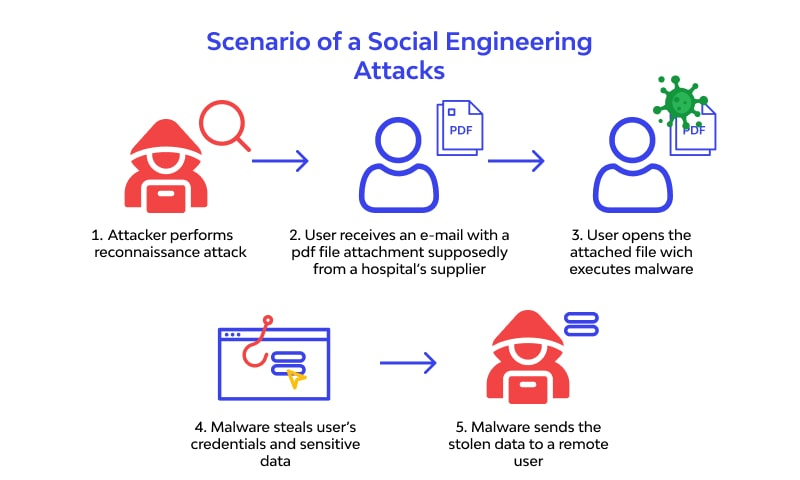 Scenario of a Social Engineering
Attacks
PDF
PDF
1. Attacker performs
reconnaissance attack
2. User receives an e-mail with a
pdf file attachment supposedly
from a hospital's supplier
3. User opens the
attached file wich
executes malware
4. Malware steals user's
credentials and sensitive
data
5. Malware sends the
stolen data to a remote
user